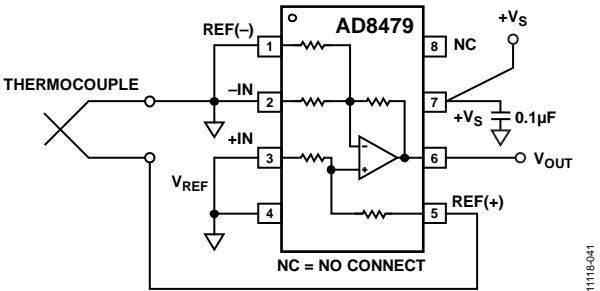 REF(–)
AD8479
+VS
1
8
NC
THERMOCOUPLE
–IN
2
7
+VS
0.1µF
+IN
3
6
VOUT
VREF
REF(+)
4
5
NC = NO CONNECT
11118-041